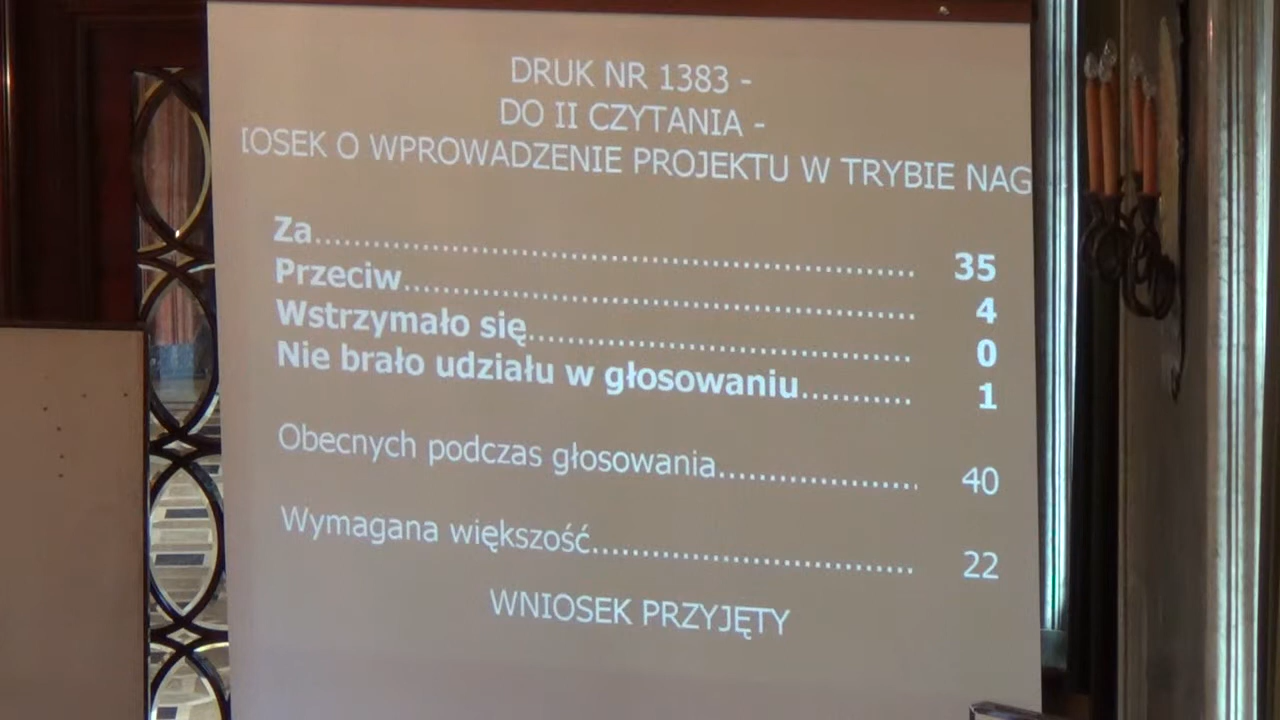 DRUK NR 1383 -
DO II CZYTANIA -
IOSEK O WPROWADZENIE PROJEKTU W TRYBIE NAG
Za........................................................ 35
Przeciw................................................ 4
Wstrzymało się.................................... 0
Nie brało udziału w głosowaniu........... 1
Obecnych podczas głosowania.................. 40
Wymagana większość............................. 22
WNIOSEK PRZYJĘTY